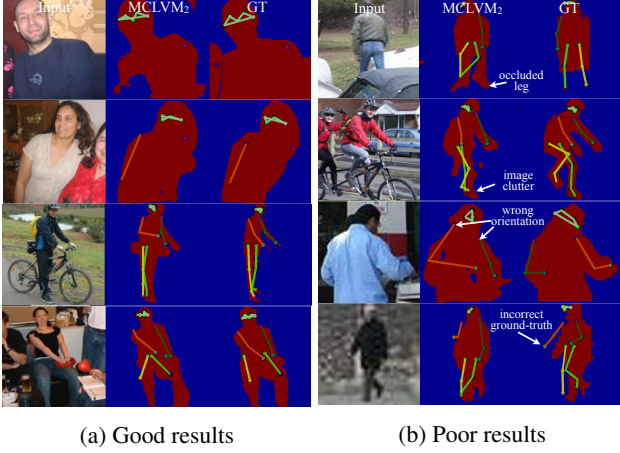 Input MCLVM₂ GT
Input MCLVM₂ GT
occluded
leg
image
clutter
wrong
orientation
incorrect
ground-truth
(a) Good results
(b) Poor results